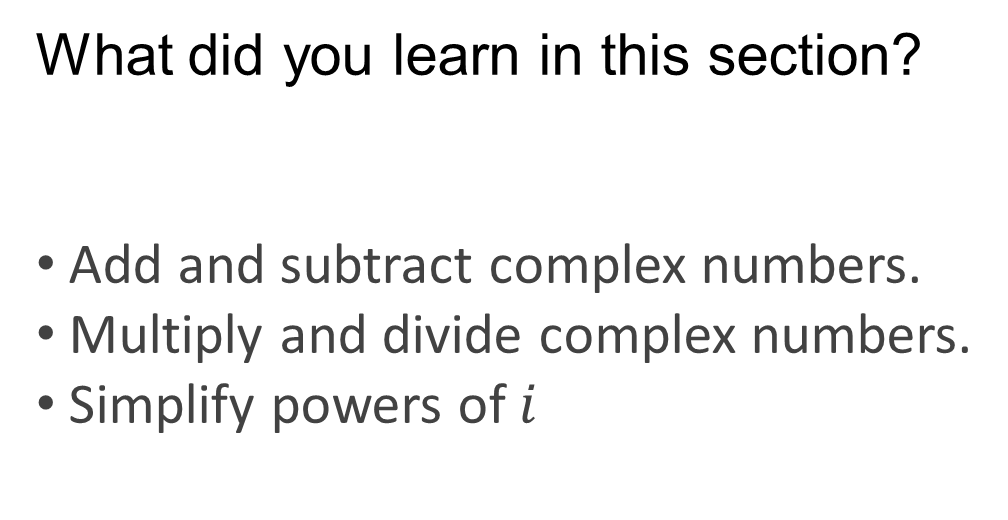 What did you learn in this section?
• Add and subtract complex numbers.
• Multiply and divide complex numbers.
• Simplify powers of i